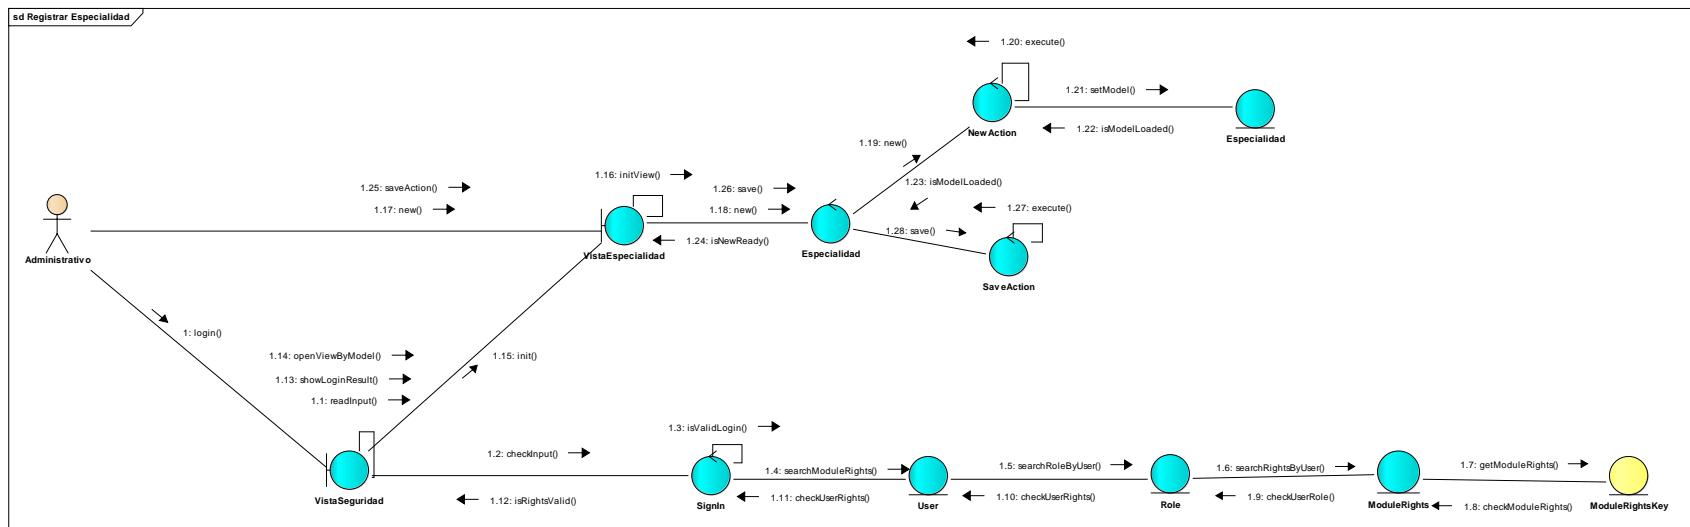 sd Registrar Especialidad
1.20: execute()
1.21: setModel()
1.22: isModelLoaded()
NewAction
Especialidad
1.19: new()
1.16: initView()
1.23: isModelLoaded()
1.25: saveAction()
1.26: save()
1.17: new()
1.18: new()
1.27: execute()
1.28: save()
1.24: isNewReady()
Administrativo
VistaEspecialidad
Especialidad
SaveAction
1: login()
1.14: openViewByModel()
1.15: init()
1.13: showLoginResult()
1.1: readInput()
1.3: isValidLogin()
1.2: checkInput()
1.4: searchModuleRights()
1.5: searchRoleByUser()
1.6: searchRightsByUser()
1.7: getModuleRights()
1.12: isRightsValid()
1.11: checkUserRights()
1.10: checkUserRights()
1.9: checkUserRole()
1.8: checkModuleRights()
VistaSeguridad
SignIn
User
Role
ModuleRights
ModuleRightsKey